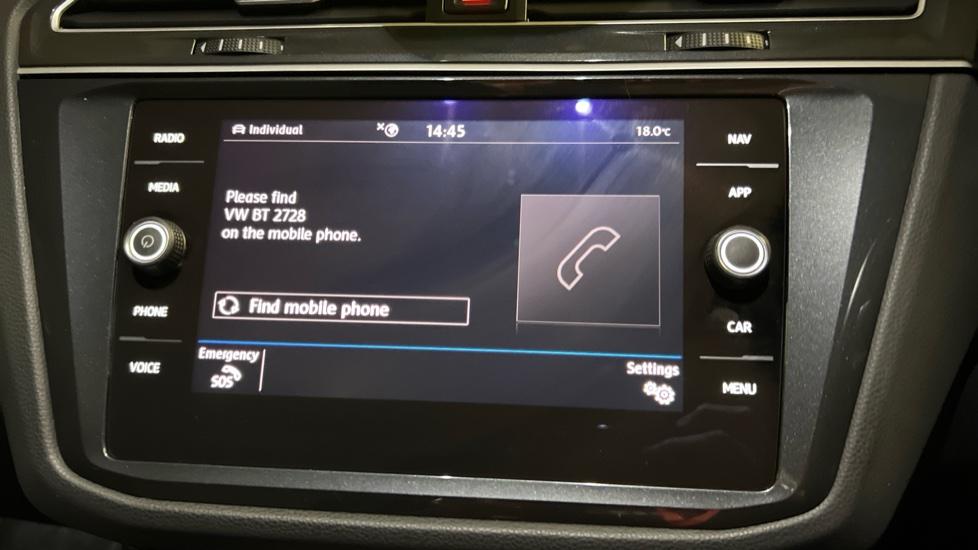 RADIO
MEDIA
PHONE
VOICE
Individual
14:45
18.0°C
Please find
VW BT 2728
on the mobile phone.
Find mobile phone
Emergency
SOS
Settings
NAV
APP
CAR
MENU